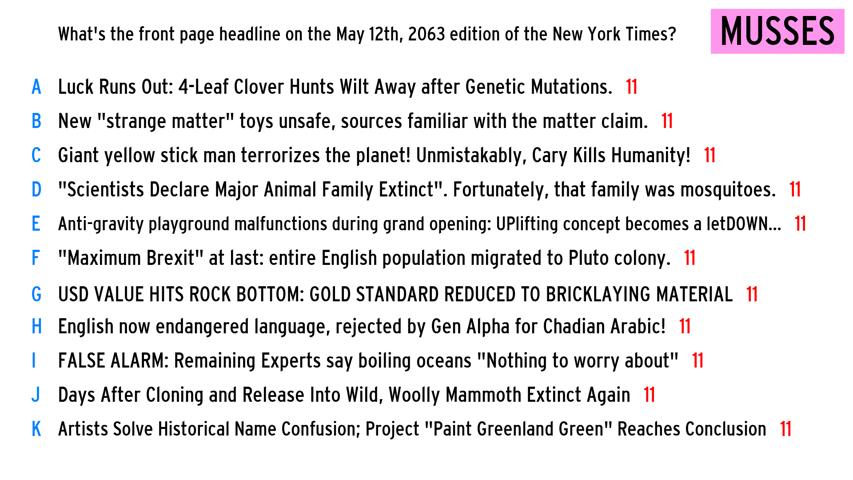 What's the front page headline on the May 12th, 2063 edition of the New York Times? MUSSES
A Luck Runs Out: 4-Leaf Clover Hunts Wilt Away after Genetic Mutations. 11
B New "strange matter" toys unsafe, sources familiar with the matter claim. 11
C Giant yellow stick man terrorizes the planet! Unmistakably, Cary Kills Humanity! 11
D "Scientists Declare Major Animal Family Extinct". Fortunately, that family was mosquitoes. 11
E Anti-gravity playground malfunctions during grand opening: UPlifting concept becomes a letDOWN... 11
F "Maximum Brexit" at last: entire English population migrated to Pluto colony. 11
G USD VALUE HITS ROCK BOTTOM: GOLD STANDARD REDUCED TO BRICKLAYING MATERIAL 11
H English now endangered language, rejected by Gen Alpha for Chadian Arabic! 11
I FALSE ALARM: Remaining Experts say boiling oceans "Nothing to worry about" 11
J Days After Cloning and Release Into Wild, Woolly Mammoth Extinct Again 11
K Artists Solve Historical Name Confusion; Project "Paint Greenland Green" Reaches Conclusion 11